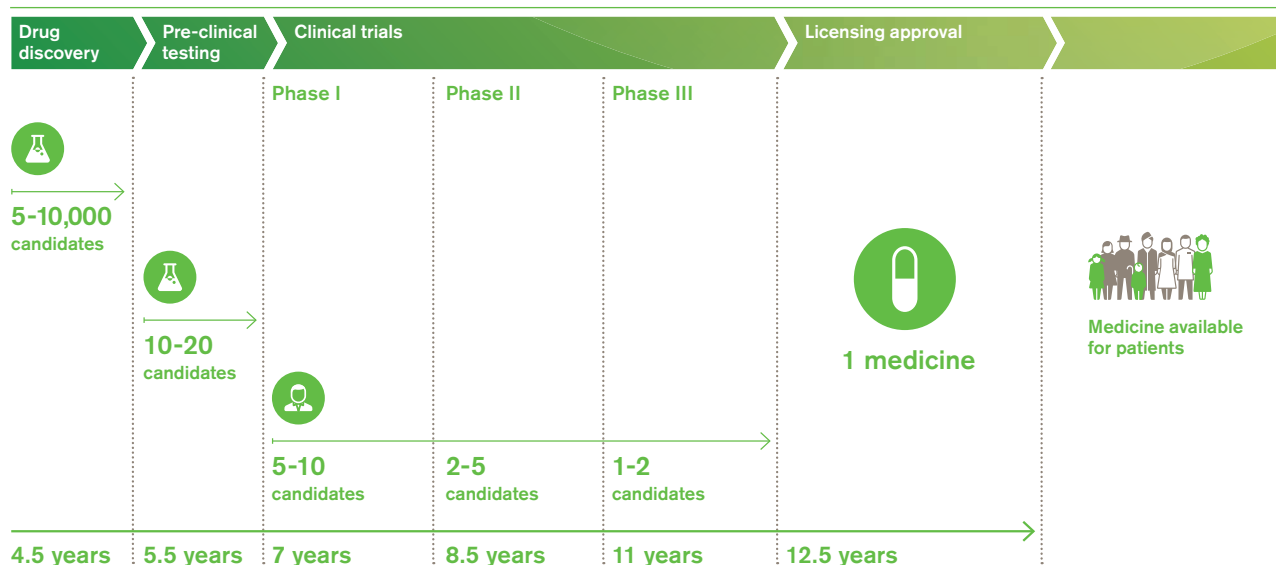 Drug
discovery
Pre-clinical
testing
Clinical trials
Licensing approval
Phase I
Phase II
Phase III
5-10,000
candidates
10-20
candidates
1 medicine
Medicine available
for patients
5-10
candidates
2-5
candidates
1-2
candidates
4.5 years
5.5 years
7 years
8.5 years
11 years
12.5 years